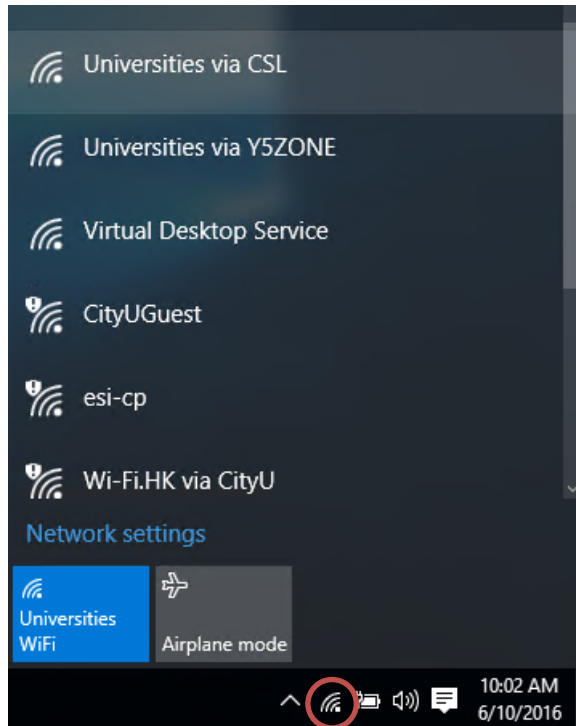 Universities via CSL
Universities via Y5ZONE
Virtual Desktop Service
CityUGuest
esi-cp
Wi-Fi.HK via CityU
Network settings
Universities
WiFi
Airplane mode
10:02 AM
6/10/2016